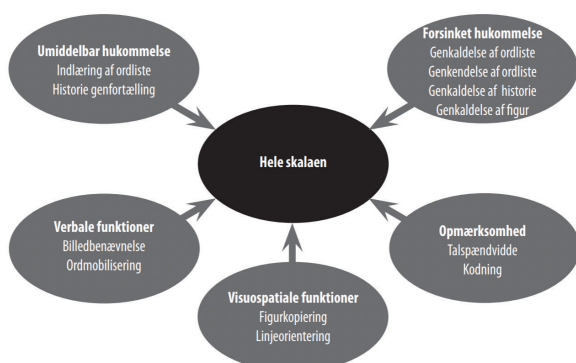 Umiddelbar hukommelse
Indlæring af ordliste
Historie genfortælling
Forsinket hukommelse
Genkaldelse af ordliste
Genkendelse af ordliste
Genkaldelse af historie
Genkaldelse af figur
Hele skalaen
Verbale funktioner
Billedbenævnelse
Ordmobilisering
Opmærksomhed
Talspændvidde
Kodning
Visuospatiale funktioner
Figurkopiering
Linjeorientering